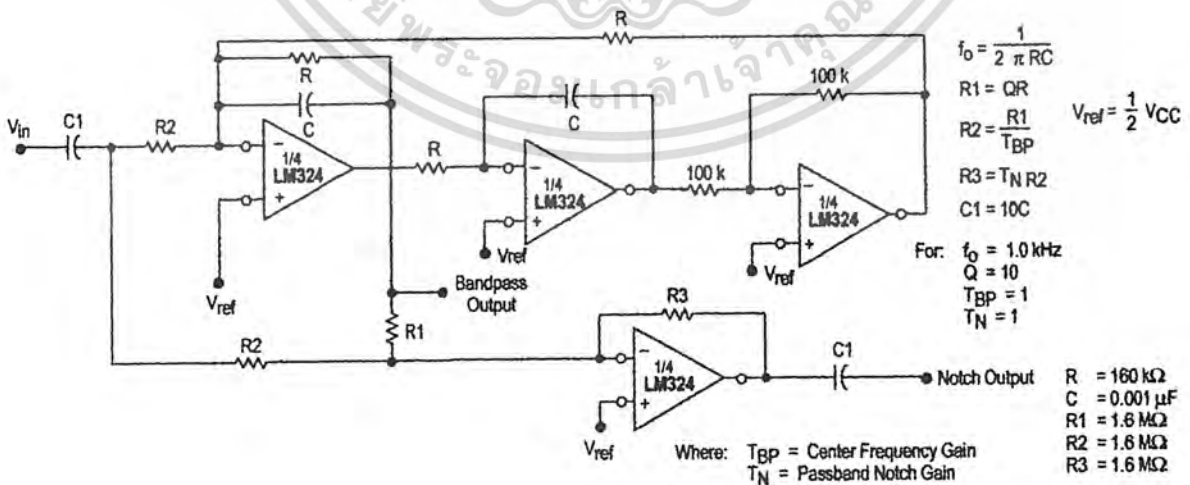 R
fo = 1 / 2 π RC
R
100 k
R1 = QR
Vref = 1/2 VCC
Vin
C1
R2
C
C
R2 = R1 / TBP
R
−
1/4
LM324
+
−
1/4
LM324
+
100 k
−
1/4
LM324
+
R3 = TN R2
C1 = 10C
Vref
Vref
Vref
For: fo = 1.0 kHz
Q = 10
TBP = 1
TN = 1
Bandpass
Output
R1
R3
R2
−
1/4
LM324
+
C1
Notch Output
Vref
R = 160 kΩ
C = 0.001 μF
R1 = 1.6 MΩ
R2 = 1.6 MΩ
R3 = 1.6 MΩ
Where: TBP = Center Frequency Gain
TN = Passband Notch Gain